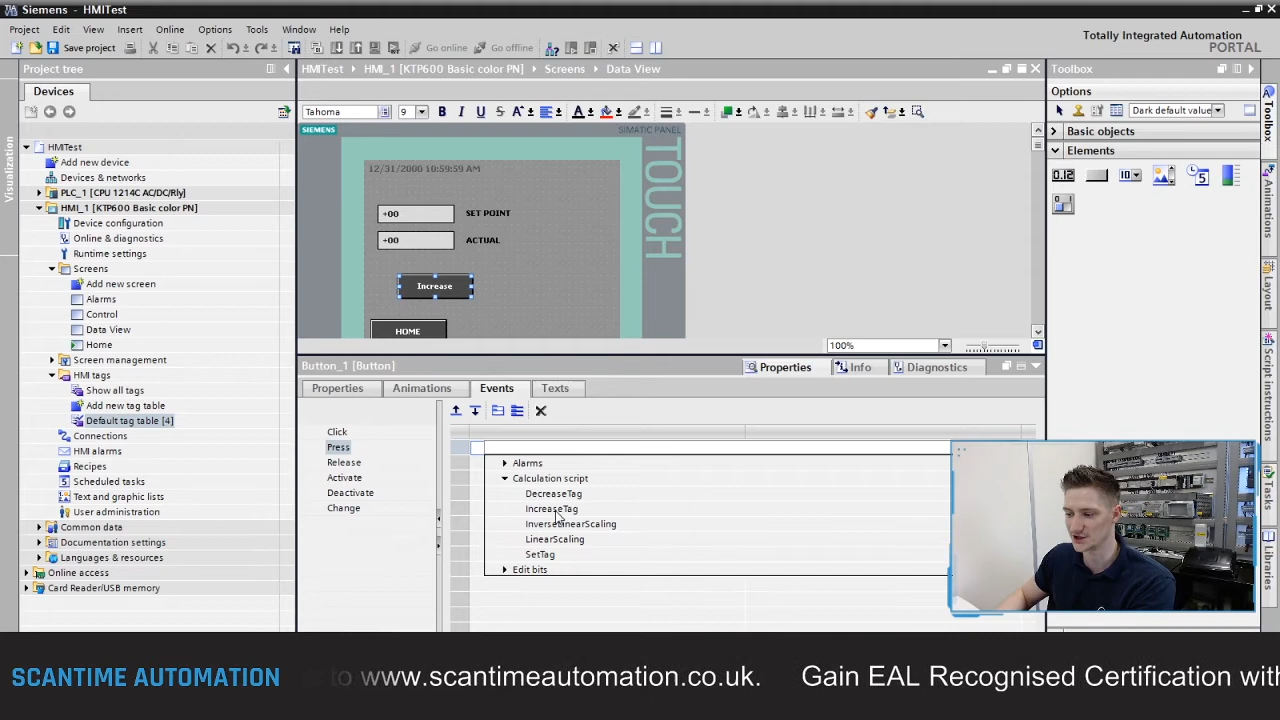 Siemens - HMITest
Project Edit View Insert Online Options Tools Window Help
Totally Integrated Automation
PORTAL
Save project
Go online
Go offline
Project tree
HMITest
HMI_1 [KTP600 Basic color PN]
Screens
Data View
Toolbox
Devices
Options
Tahoma
9
B I U S A
Dark default value
Visualization
HMITest
Add new device
Devices & networks
PLC_1 [CPU 1214C AC/DC/Rly]
HMI_1 [KTP600 Basic color PN]
Device configuration
Online & diagnostics
Runtime settings
Screens
Add new screen
Alarms
Control
Data View
Home
Screen management
HMI tags
Show all tags
Add new tag table
Default tag table [4]
Connections
HMI alarms
Recipes
Scheduled tasks
Text and graphic lists
User administration
Common data
Documentation settings
Languages & resources
Online access
Card Reader/USB memory
SIEMENS
SIMATIC PANEL
TOUCH
12/31/2000 10:59:59 AM
+00
SET POINT
+00
ACTUAL
Increase
HOME
100%
Basic objects
Elements
Toolbox
Animations
Layout
Instructions
Tasks
Libraries
Button_1 [Button]
Properties
Info
Diagnostics
Properties
Animations
Events
Texts
Click
Press
Release
Activate
Deactivate
Change
Alarms
Calculation script
DecreaseTag
IncreaseTag
InverseLinearScaling
LinearScaling
SetTag
Edit bits
SCANTIME AUTOMATION
to www.scantimeautomation.co.uk.
Gain EAL Recognised Certification with